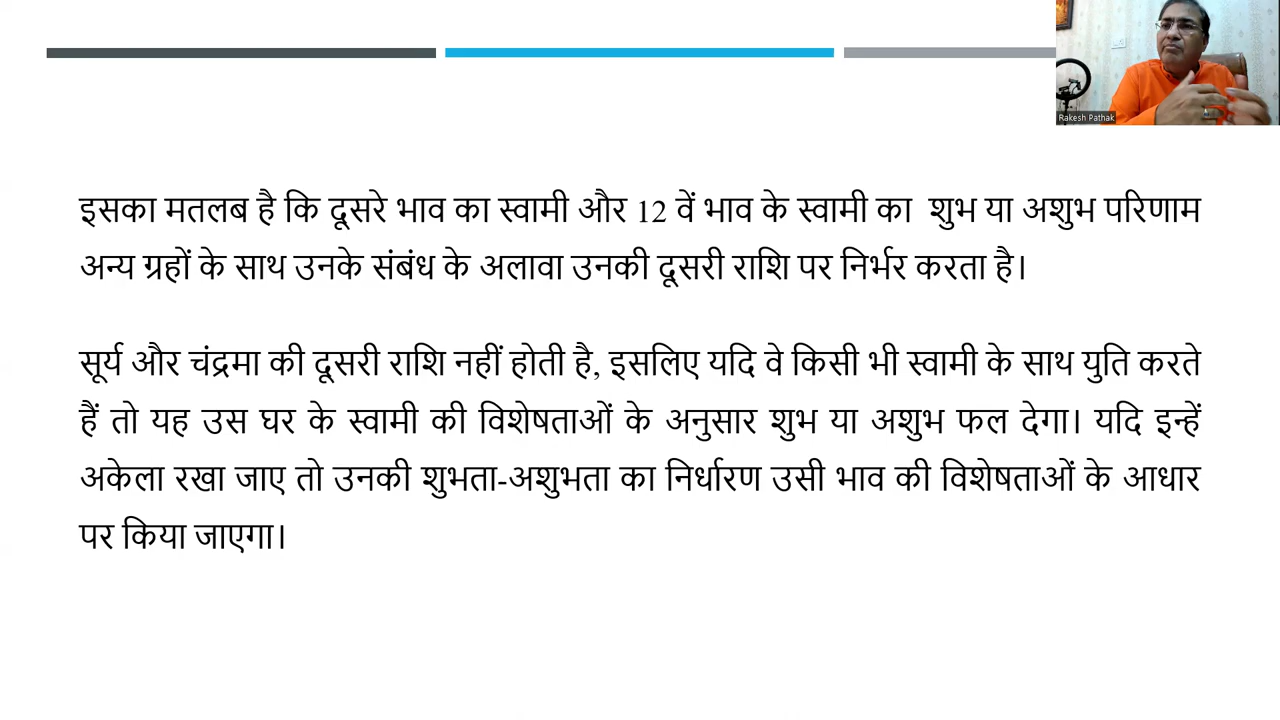 Rakesh Pathak
इसका मतलब है कि दूसरे भाव का स्वामी और 12 वें भाव के स्वामी का शुभ या अशुभ परिणाम
अन्य ग्रहों के साथ उनके संबंध के अलावा उनकी दूसरी राशि पर निर्भर करता है।
सूर्य और चंद्रमा की दूसरी राशि नहीं होती है, इसलिए यदि वे किसी भी स्वामी के साथ युति करते
हैं तो यह उस घर के स्वामी की विशेषताओं के अनुसार शुभ या अशुभ फल देगा। यदि इन्हें
अकेला रखा जाए तो उनकी शुभता-अशुभता का निर्धारण उसी भाव की विशेषताओं के आधार
पर किया जाएगा।